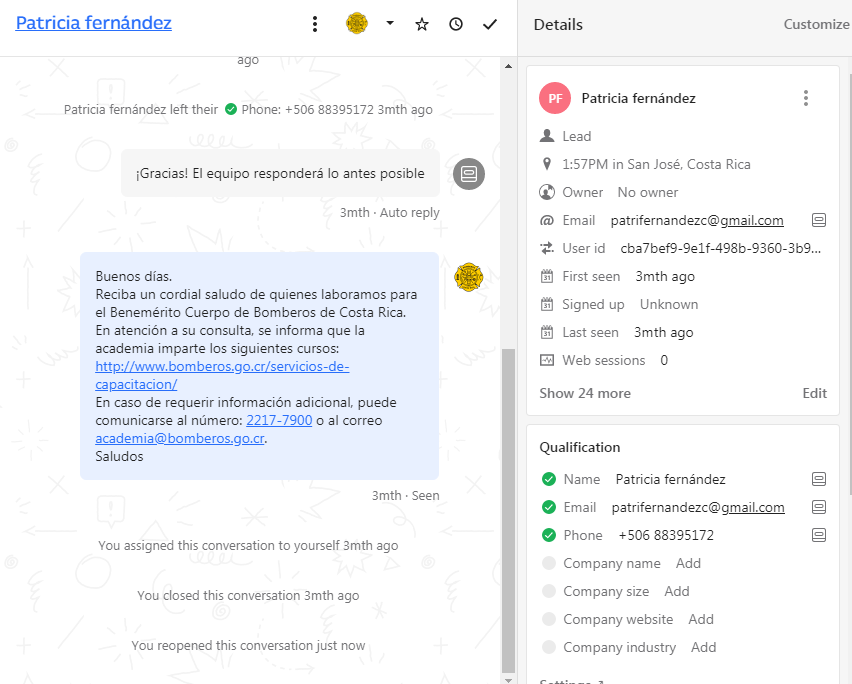 Patricia fernández
ago
Patricia fernández left their Phone: +506 88395172 3mth ago
¡Gracias! El equipo responderá lo antes posible
3mth · Auto reply
Buenos días.
Reciba un cordial saludo de quienes laboramos para
el Benemérito Cuerpo de Bomberos de Costa Rica.
En atención a su consulta, se informa que la
academia imparte los siguientes cursos:
http://www.bomberos.go.cr/servicios-de-
capacitacion/
En caso de requerir información adicional, puede
comunicarse al número: 2217-7900 o al correo
academia@bomberos.go.cr.
Saludos
3mth · Seen
You assigned this conversation to yourself 3mth ago
You closed this conversation 3mth ago
You reopened this conversation just now
Details
Customize
PF Patricia fernández
Lead
1:57PM in San José, Costa Rica
Owner No owner
Email patrifernandezc@gmail.com
User id cba7bef9-9e1f-498b-9360-3b9...
First seen 3mth ago
Signed up Unknown
Last seen 3mth ago
Web sessions 0
Show 24 more
Edit
Qualification
Name Patricia fernández
Email patrifernandezc@gmail.com
Phone +506 88395172
Company name Add
Company size Add
Company website Add
Company industry Add